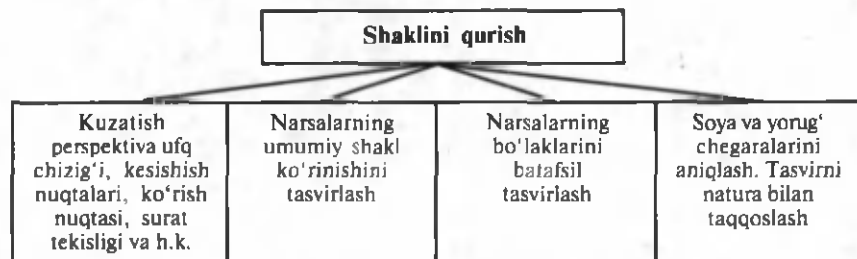 Shaklini qurish
Kuzatish
perspektiva ufq
chizig‘i, kesishish
nuqtalari, ko‘rish
nuqtasi, surat
tekisligi va h.k.
Narsalarning
umumiy shakl
ko‘rinishini
tasvirlash
Narsalarning
bo‘laklarini
batafsil
tasvirlash
Soya va yorug‘
chegaralarini
aniqlash. Tasvirni
natura bilan
taqqoslash